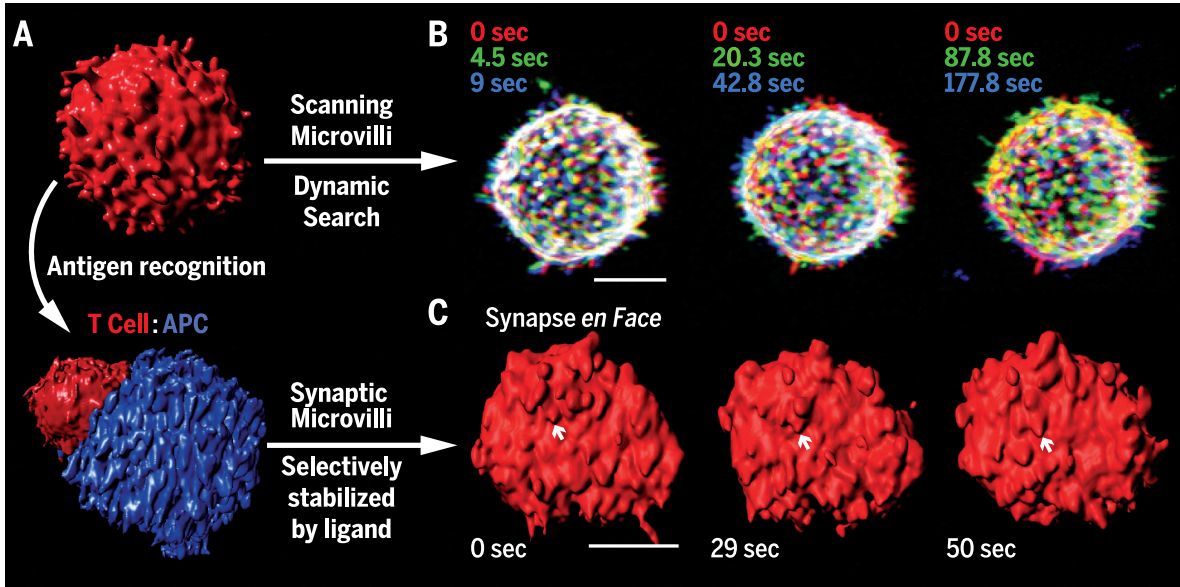 A
Scanning
Microvilli
Dynamic
Search
Antigen recognition
T Cell : APC
Synaptic
Microvilli
Selectively
stabilized
by ligand
B
0 sec
4.5 sec
9 sec
0 sec
20.3 sec
42.8 sec
0 sec
87.8 sec
177.8 sec
C
Synapse en Face
0 sec
29 sec
50 sec